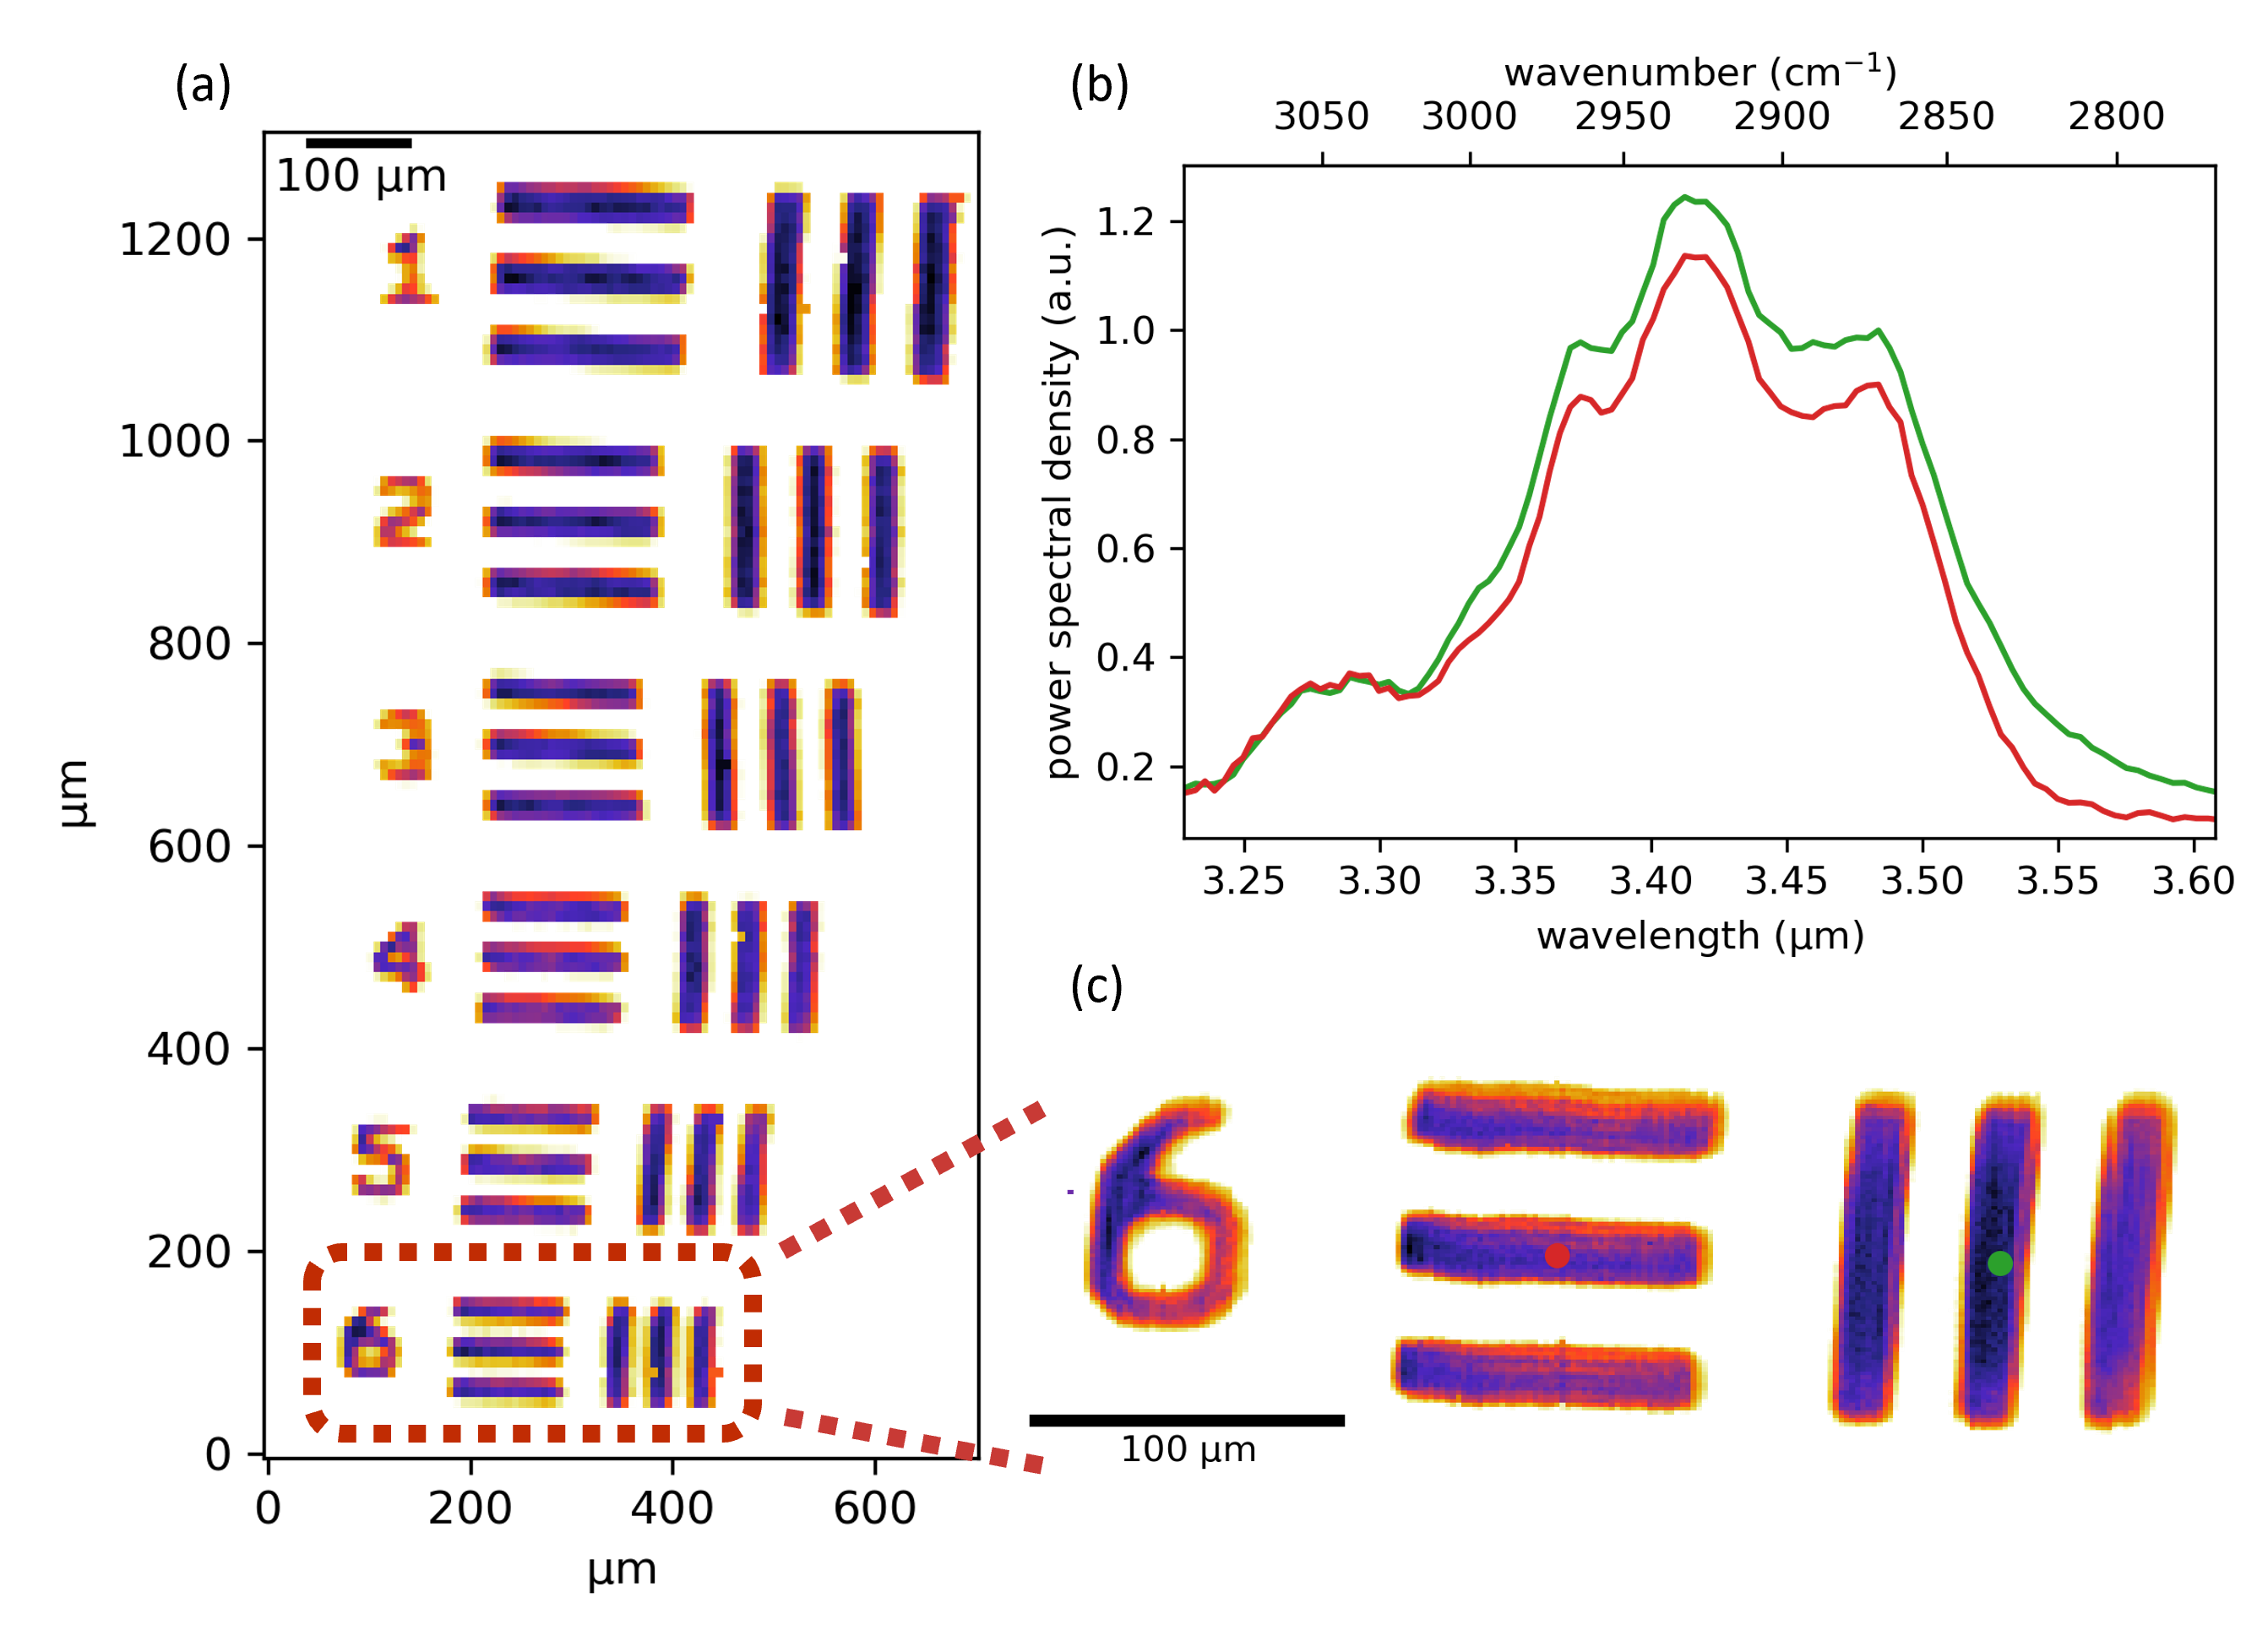 (a)
100 μm
1200
1000
800
600
400
200
0
μm
0 200 400 600
μm
1
2
3
4
5
6
(b)
wavenumber (cm⁻¹)
3050 3000 2950 2900 2850 2800
power spectral density (a.u.)
1.2
1.0
0.8
0.6
0.4
0.2
3.25 3.30 3.35 3.40 3.45 3.50 3.55 3.60
wavelength (μm)
(c)
6
100 μm